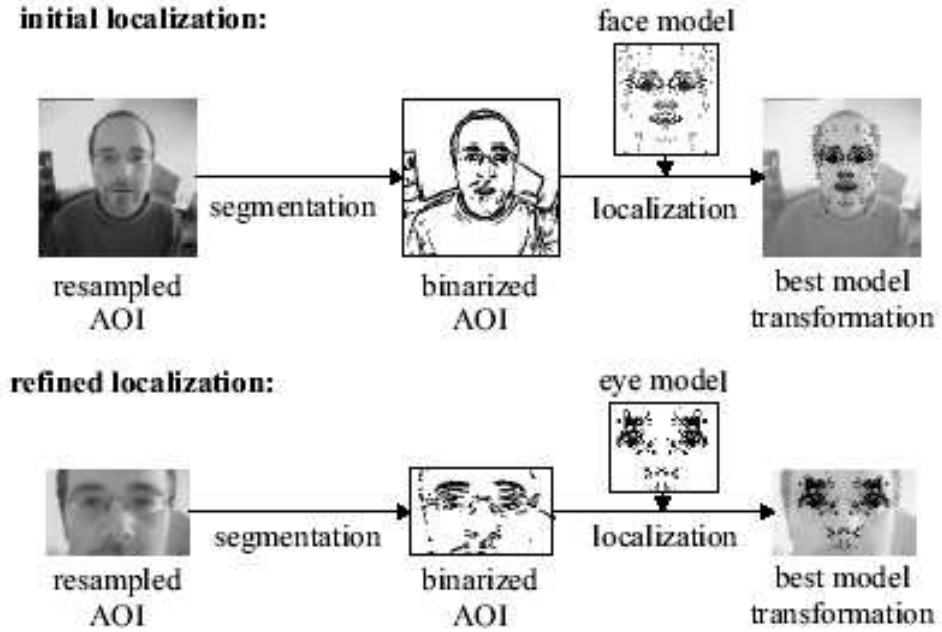 initial localization:
face model
segmentation
localization
resampled
AOI
binarized
AOI
best model
transformation
refined localization:
eye model
segmentation
localization
resampled
AOI
binarized
AOI
best model
transformation